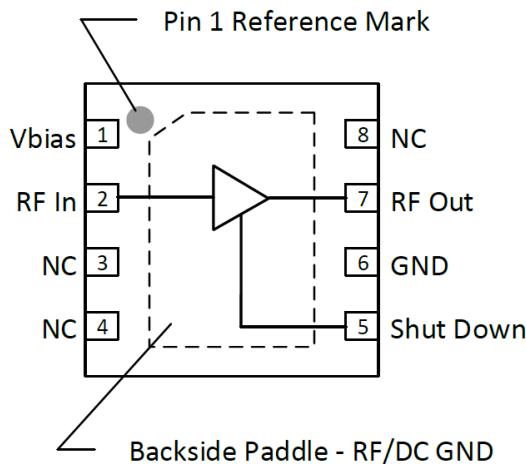 Pin 1 Reference Mark
Vbias 1 8 NC
RF In 2 7 RF Out
NC 3 6 GND
NC 4 5 Shut Down
Backside Paddle - RF/DC GND